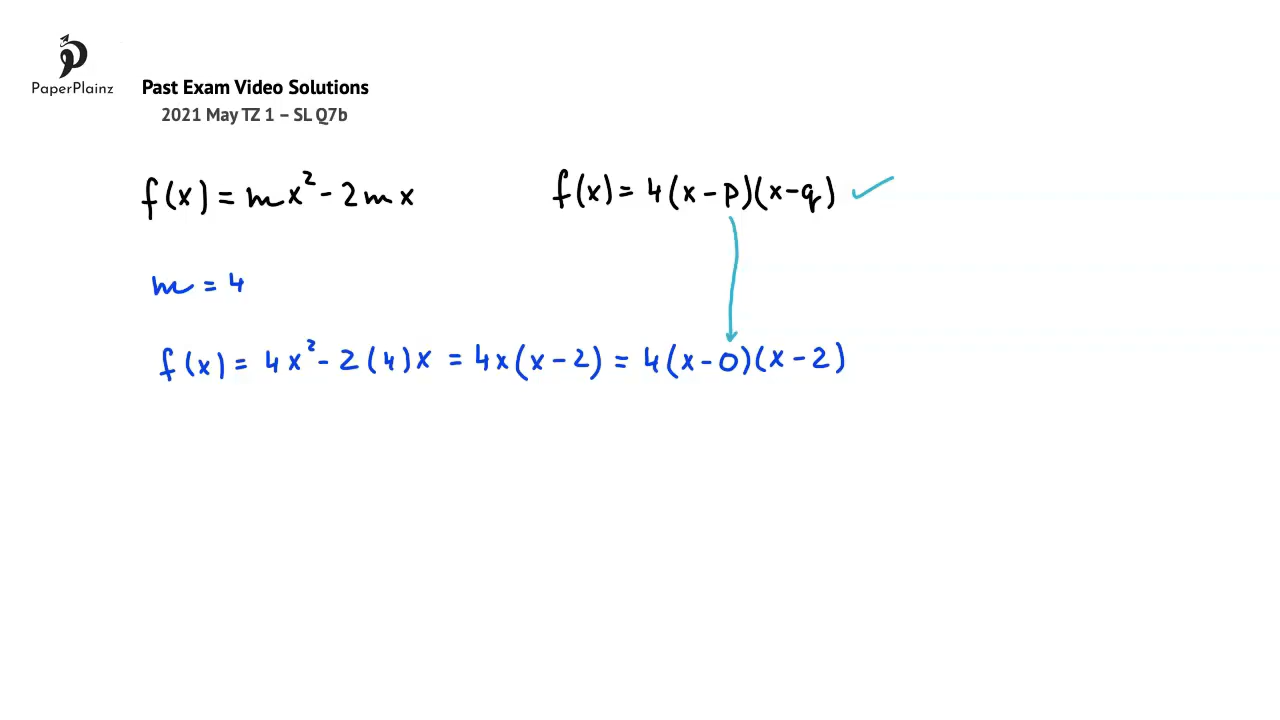 PaperPlainz
Past Exam Video Solutions
2021 May TZ 1 – SL Q7b
f(x) = mx² - 2mx
f(x) = 4(x - p)(x - q) ✓
m = 4
f(x) = 4x² - 2(4)x = 4x(x - 2) = 4(x - 0)(x - 2)